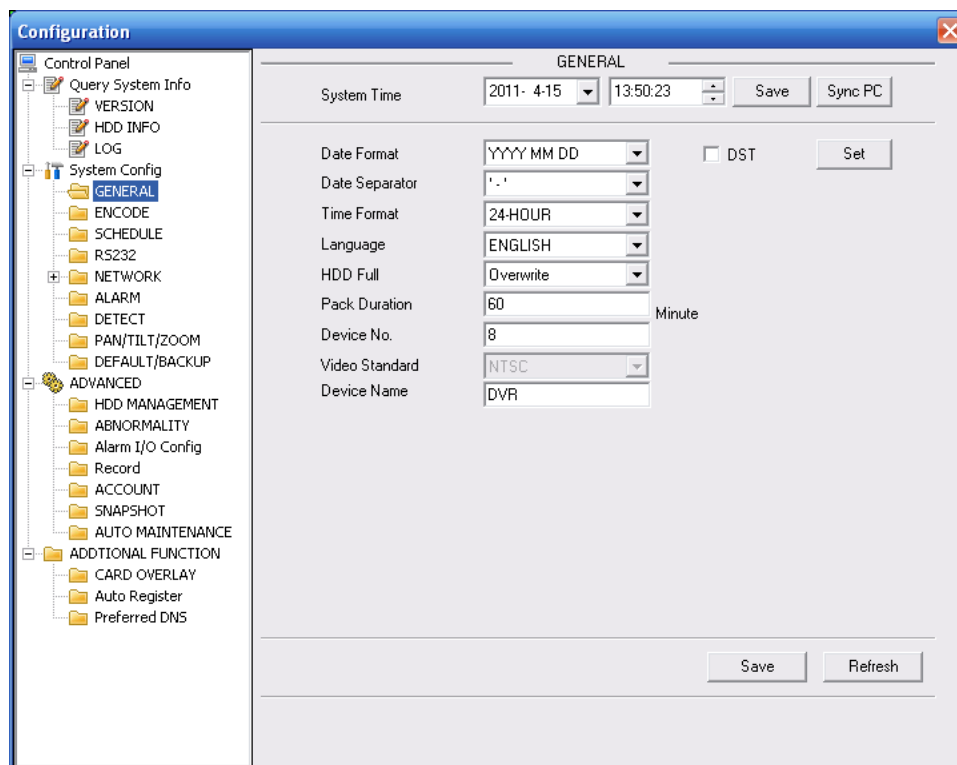 Configuration
Control Panel
Query System Info
VERSION
HDD INFO
LOG
System Config
GENERAL
ENCODE
SCHEDULE
RS232
NETWORK
ALARM
DETECT
PAN/TILT/ZOOM
DEFAULT/BACKUP
ADVANCED
HDD MANAGEMENT
ABNORMALITY
Alarm I/O Config
Record
ACCOUNT
SNAPSHOT
AUTO MAINTENANCE
ADDTIONAL FUNCTION
CARD OVERLAY
Auto Register
Preferred DNS
GENERAL
System Time 2011- 4-15 13:50:23 Save Sync PC
Date Format YYYY MM DD DST Set
Date Separator '-'
Time Format 24-HOUR
Language ENGLISH
HDD Full Overwrite
Pack Duration 60 Minute
Device No. 8
Video Standard NTSC
Device Name DVR
Save Refresh